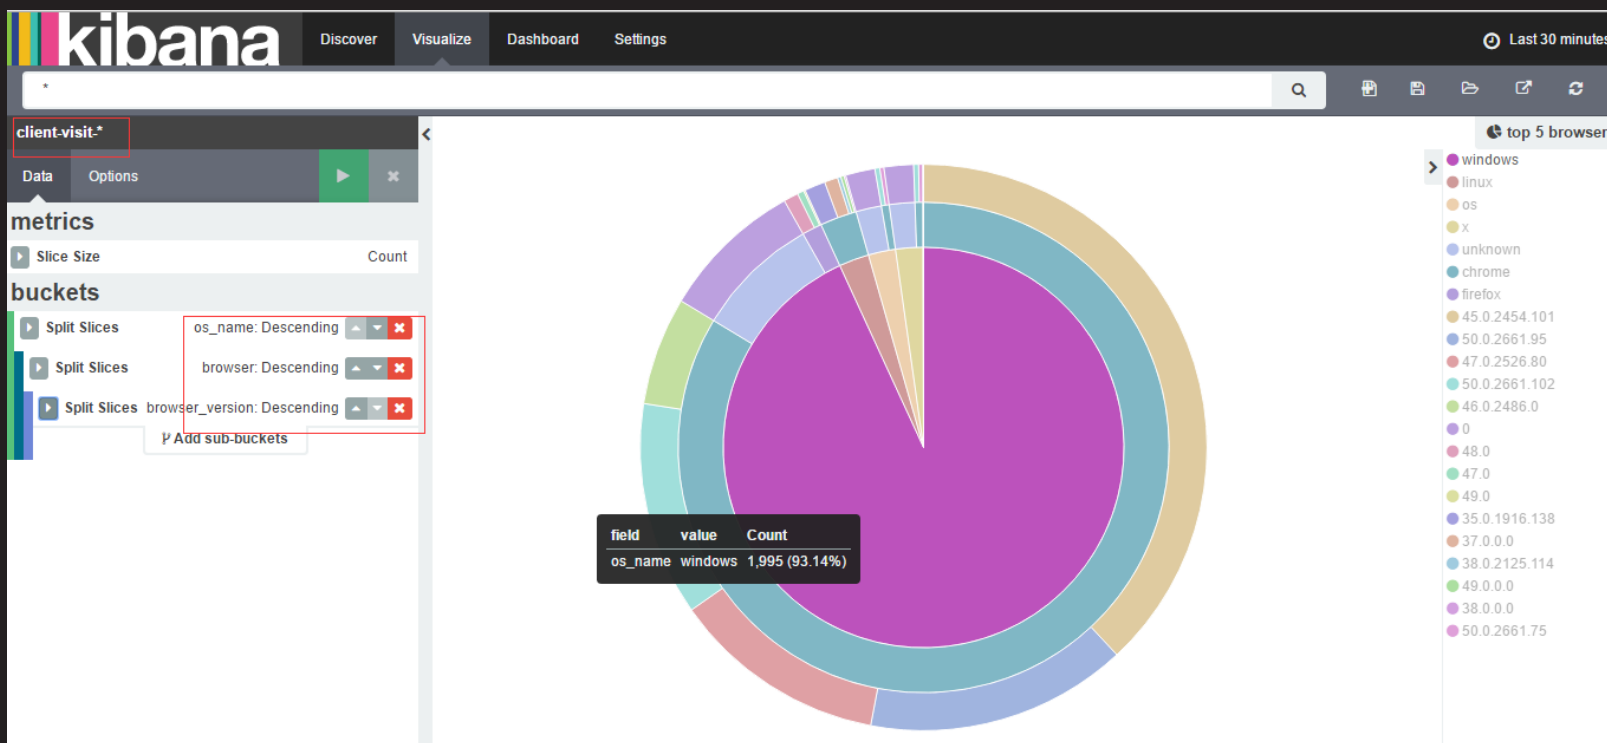 kibana Discover Visualize Dashboard Settings Last 30 minutes
*
client-visit-* top 5 browser
Data Options
metrics
Slice Size Count
buckets
Split Slices os_name: Descending
Split Slices browser: Descending
Split Slices browser_version: Descending
Add sub-buckets
field value Count
os_name windows 1,995 (93.14%)
windows
linux
os
x
unknown
chrome
firefox
45.0.2454.101
50.0.2661.95
47.0.2526.80
50.0.2661.102
46.0.2486.0
0
48.0
47.0
49.0
35.0.1916.138
37.0.0.0
38.0.2125.114
49.0.0.0
38.0.0.0
50.0.2661.75